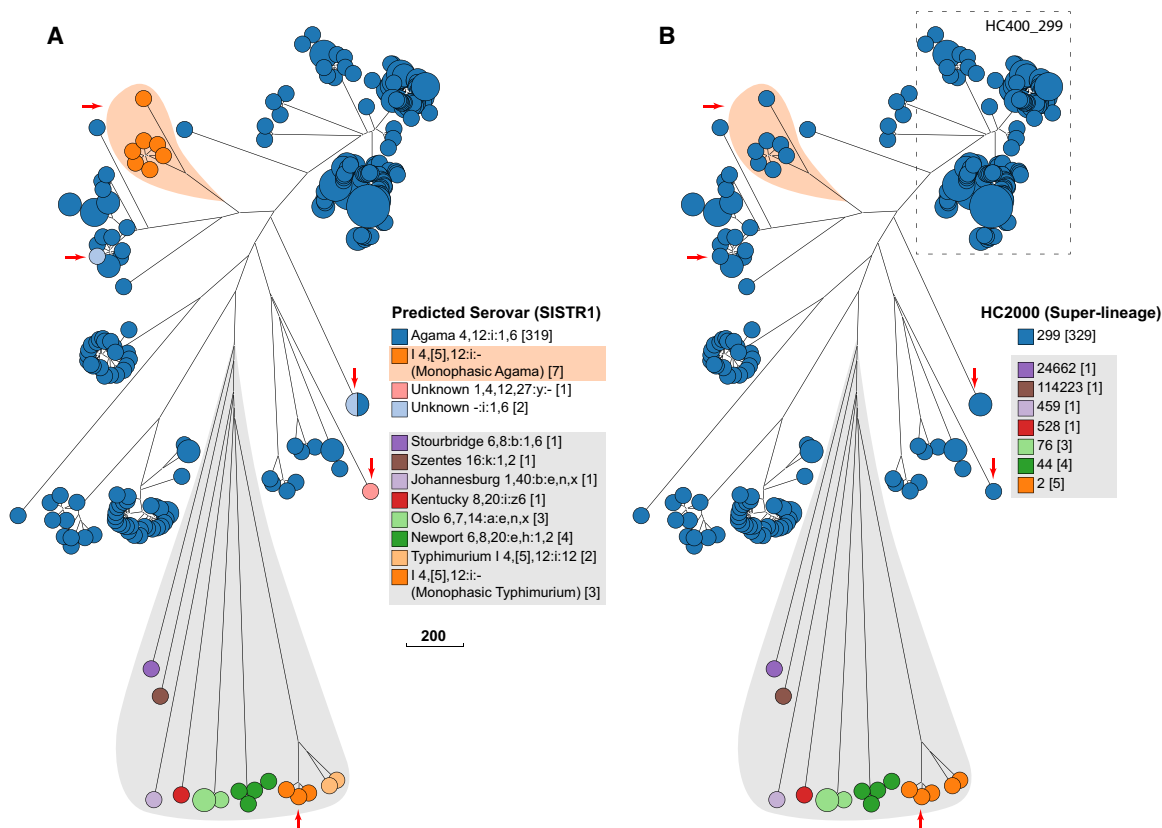 A
B
HC400_299
Predicted Serovar (SISTR1)
Agama 4,12:i:1,6 [319]
I 4,[5],12:i:-
(Monophasic Agama) [7]
Unknown 1,4,12,27:y:- [1]
Unknown -:i:1,6 [2]
Stourbridge 6,8:b:1,6 [1]
Szentes 16:k:1,2 [1]
Johannesburg 1,40:b:e,n,x [1]
Kentucky 8,20:i:z6 [1]
Oslo 6,7,14:a:e,n,x [3]
Newport 6,8,20:e,h:1,2 [4]
Typhimurium I 4,[5],12:i:12 [2]
I 4,[5],12:i:-
(Monophasic Typhimurium) [3]
200
HC2000 (Super-lineage)
299 [329]
24662 [1]
114223 [1]
459 [1]
528 [1]
76 [3]
44 [4]
2 [5]